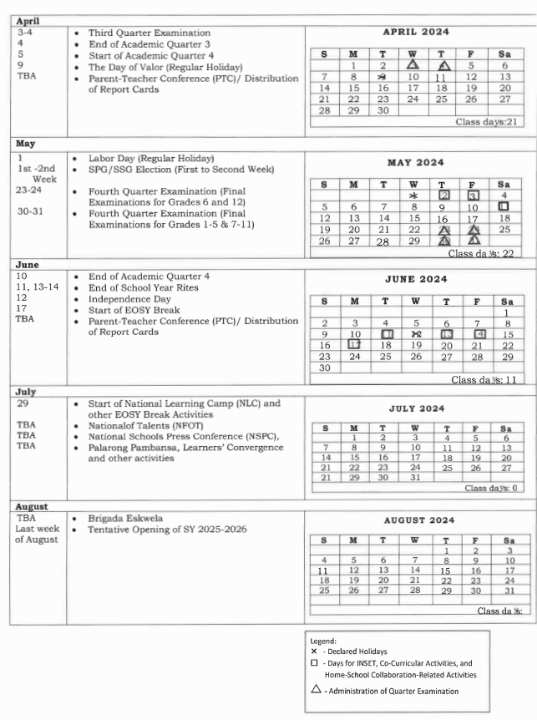 April
3-4 • Third Quarter Examination
4 • End of Academic Quarter 3
5 • Start of Academic Quarter 4
9 • The Day of Valor (Regular Holiday)
TBA • Parent-Teacher Conference (PTC)/ Distribution
of Report Cards
APRIL 2024
S M T W T F Sa
1 2 3 4 5 6
7 8 9 10 11 12 13
14 15 16 17 18 19 20
21 22 23 24 25 26 27
28 29 30
Class days:21
May
1 • Labor Day (Regular Holiday)
1st -2nd • SPG/SSG Election (First to Second Week)
Week
23-24 • Fourth Quarter Examination (Final
Examinations for Grades 6 and 12)
30-31 • Fourth Quarter Examination (Final
Examinations for Grades 1-5 & 7-11)
MAY 2024
S M T W T F Sa
2 3 4
5 6 7 8 9 10
12 13 14 15 16 17 18
19 20 21 22 25
26 27 28 29
Class da⁠ys: 22
June
10 • End of Academic Quarter 4
11, 13-14 • End of School Year Rites
12 • Independence Day
17 • Start of EOSY Break
TBA • Parent-Teacher Conference (PTC)/ Distribution
of Report Cards
JUNE 2024
S M T W T F Sa
1
2 3 4 5 6 7 8
9 10 11 12 13 14 15
16 17 18 19 20 21 22
23 24 25 26 27 28 29
30
Class days: 11
July
29 • Start of National Learning Camp (NLC) and
other EOSY Break Activities
TBA • Nationalof Talents (NFOT)
TBA • National Schools Press Conference (NSPC),
TBA • Palarong Pambansa, Learners' Convergence
and other activities
JULY 2024
S M T W T F Sa
1 2 3 4 5 6
7 8 9 10 11 12 13
14 15 16 17 18 19 20
21 22 23 24 25 26 27
21 29 30 31
Class days: 0
August
TBA • Brigada Eskwela
Last week • Tentative Opening of SY 2025-2026
of August
AUGUST 2024
S M T W T F Sa
1 2 3
4 5 6 7 8 9 10
11 12 13 14 15 16 17
18 19 20 21 22 23 24
25 26 27 28 29 30 31
Class days:
Legend:
× - Declared Holidays
□ - Days for INSET, Co-Curricular Activities, and
Home-School Collaboration-Related Activities
△ - Administration of Quarter Examination